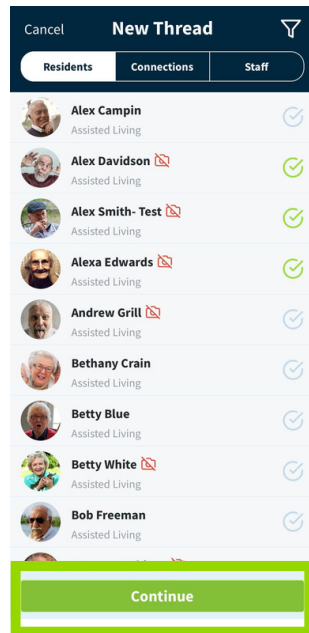 Cancel New Thread
Residents Connections Staff
Alex Campin
Assisted Living
Alex Davidson
Assisted Living
Alex Smith- Test
Assisted Living
Alexa Edwards
Assisted Living
Andrew Grill
Assisted Living
Bethany Crain
Assisted Living
Betty Blue
Assisted Living
Betty White
Assisted Living
Bob Freeman
Assisted Living
Continue